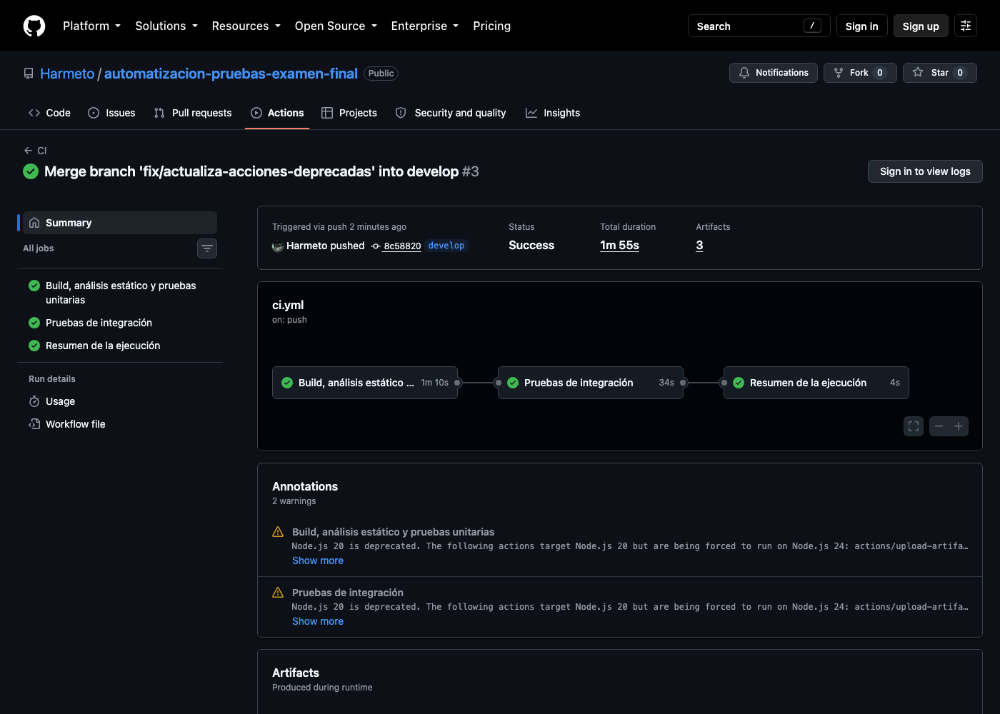 Platform
Solutions
Resources
Open Source
Enterprise
Pricing
Search
/
Sign in
Sign up
Harmeto / automatizacion-pruebas-examen-final
Public
Notifications
Fork 0
Star 0
Code
Issues
Pull requests
Actions
Projects
Security and quality
Insights
CI
Merge branch 'fix/actualiza-acciones-deprecadas' into develop #3
Sign in to view logs
Summary
All jobs
Build, análisis estático y pruebas
unitarias
Pruebas de integración
Resumen de la ejecución
Run details
Usage
Workflow file
Triggered via push 2 minutes ago
Harmeto pushed 8c58820 develop
Status
Success
Total duration
1m 55s
Artifacts
3
ci.yml
on: push
Build, análisis estático ... 1m 10s
Pruebas de integración 34s
Resumen de la ejecución 4s
Annotations
2 warnings
Build, análisis estático y pruebas unitarias
Node.js 20 is deprecated. The following actions target Node.js 20 but are being forced to run on Node.js 24: actions/upload-artifa…
Show more
Pruebas de integración
Node.js 20 is deprecated. The following actions target Node.js 20 but are being forced to run on Node.js 24: actions/upload-artifa…
Show more
Artifacts
Produced during runtime